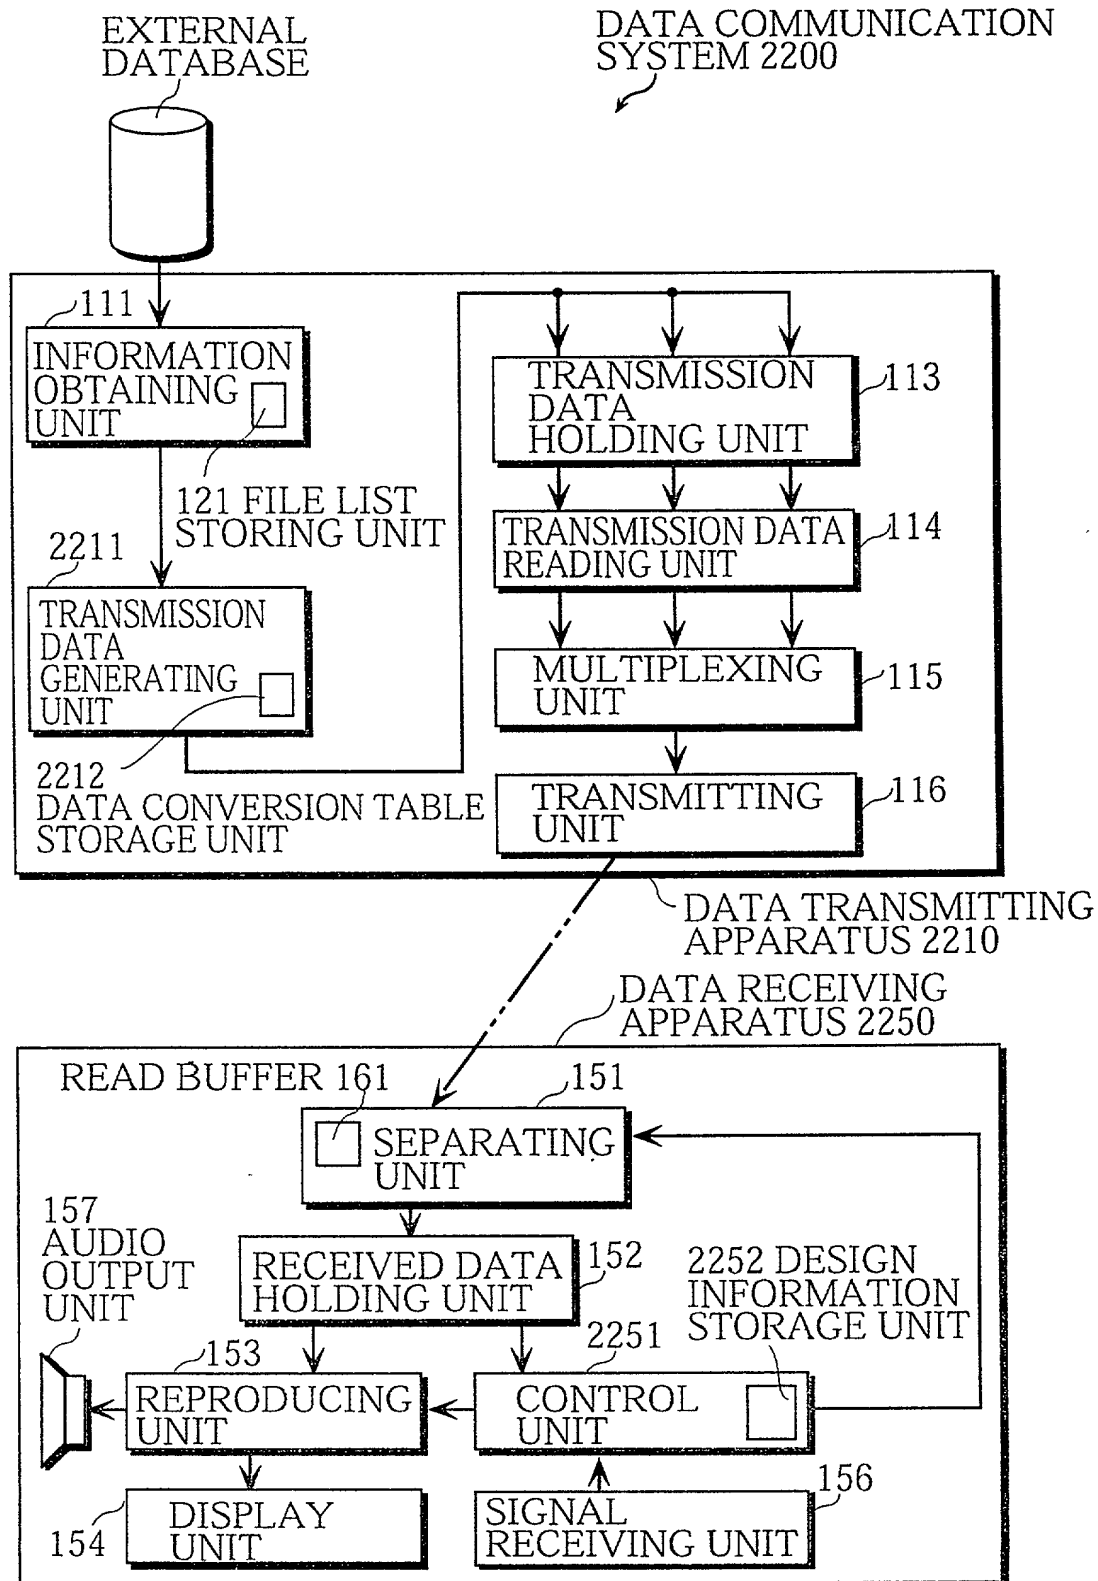 EXTERNAL
DATABASE
DATA COMMUNICATION
SYSTEM 2200
111
INFORMATION
OBTAINING
UNIT
121 FILE LIST
STORING UNIT
2211
TRANSMISSION
DATA
GENERATING
UNIT
2212
DATA CONVERSION TABLE
STORAGE UNIT
TRANSMISSION
DATA
HOLDING UNIT
113
TRANSMISSION DATA
READING UNIT
114
MULTIPLEXING
UNIT
115
TRANSMITTING
UNIT
116
DATA TRANSMITTING
APPARATUS 2210
DATA RECEIVING
APPARATUS 2250
READ BUFFER 161
151
SEPARATING
UNIT
157
AUDIO
OUTPUT
UNIT
RECEIVED DATA
HOLDING UNIT
152
2252 DESIGN
INFORMATION
STORAGE UNIT
153
REPRODUCING
UNIT
2251
CONTROL
UNIT
154
DISPLAY
UNIT
SIGNAL
RECEIVING UNIT
156